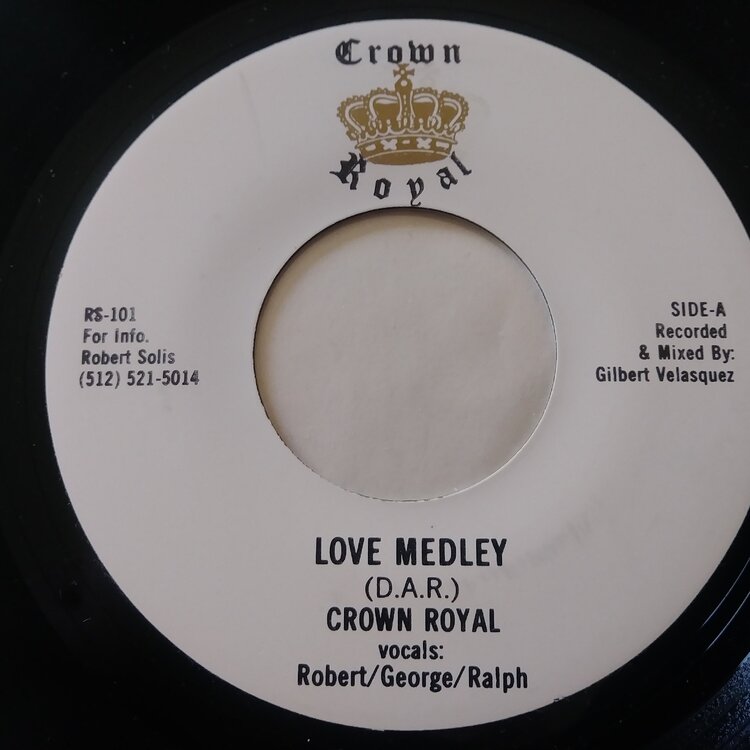 Crown
Royal
RS-101
For Info.
Robert Solis
(512) 521-5014
SIDE-A
Recorded
& Mixed By:
Gilbert Velasquez
LOVE MEDLEY
(D.A.R.)
CROWN ROYAL
vocals:
Robert/George/Ralph